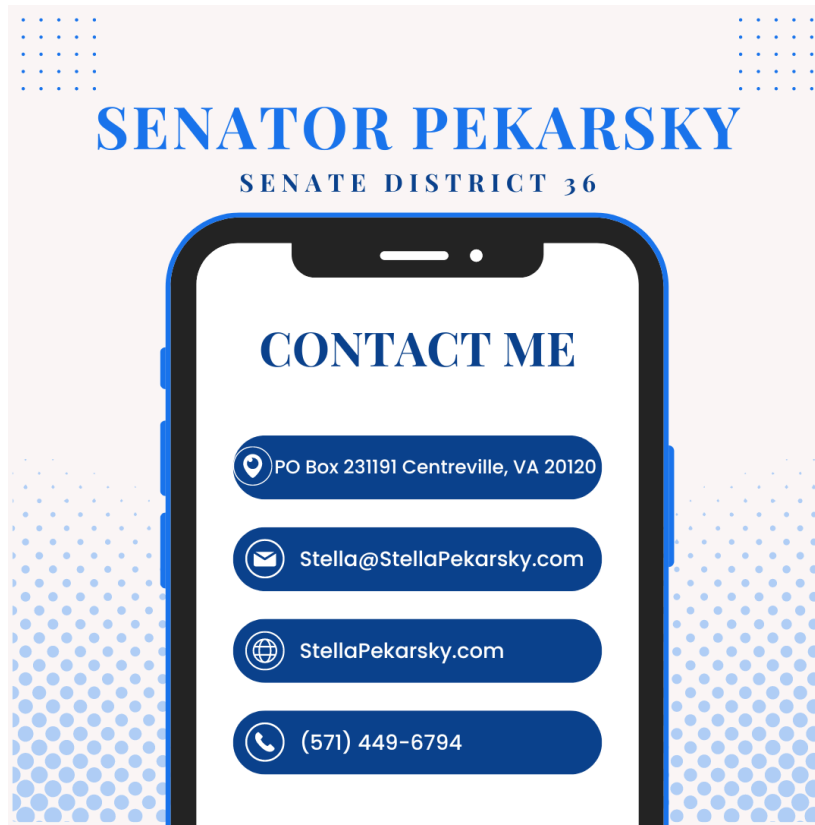 SENATOR PEKARSKY
SENATE DISTRICT 36
CONTACT ME
PO Box 231191 Centreville, VA 20120
Stella@StellaPekarsky.com
StellaPekarsky.com
(571) 449-6794